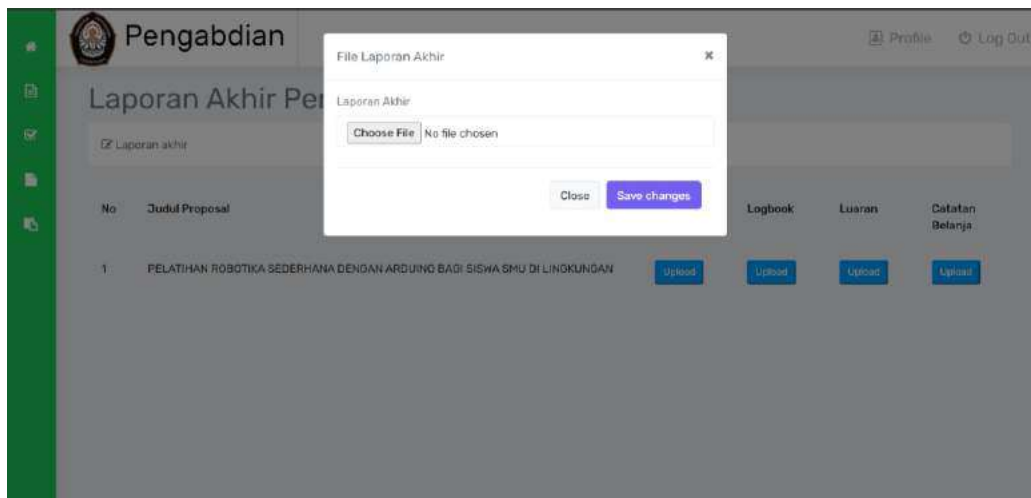 Pengabdian
Profile
Log Out
File Laporan Akhir
Laporan Akhir Per
Laporan Akhir
Choose File No file chosen
Laporan akhir
Close
Save changes
No
Judul Proposal
Logbook
Luaran
Catatan
Belanja
1
PELATIHAN ROBOTIKA SEDERHANA DENGAN ARDUINO BAGI SISWA SMU DI LINGKUNGAN
Upload
Upload
Upload
Upload